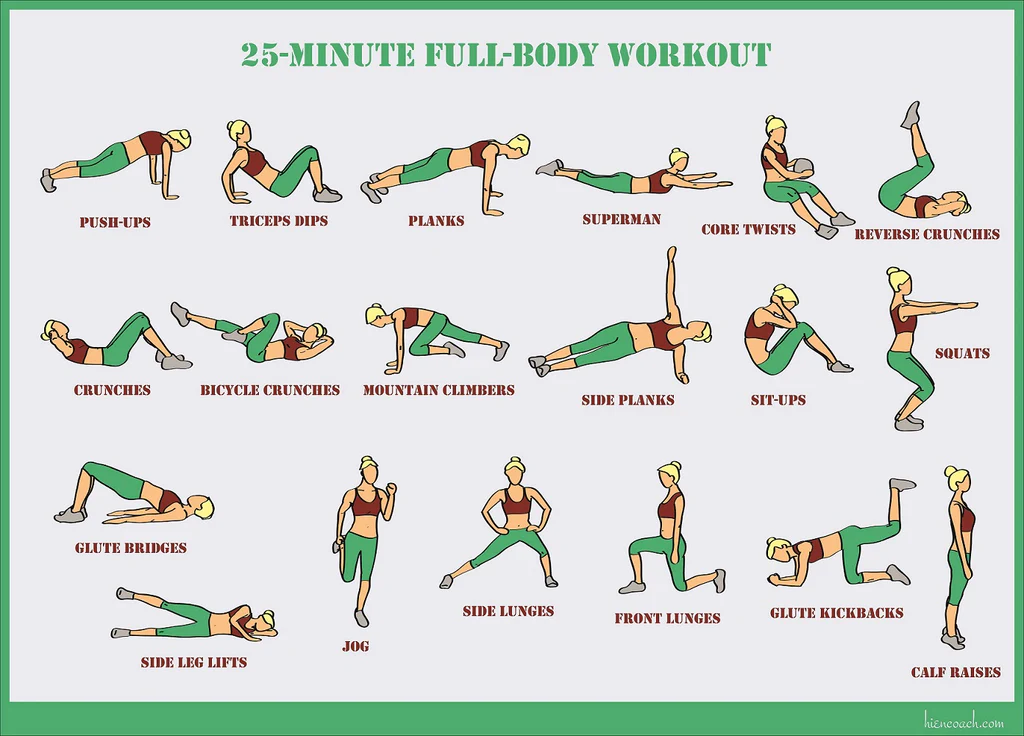 25-MINUTE FULL-BODY WORKOUT
PUSH-UPS
TRICEPS DIPS
PLANKS
SUPERMAN
CORE TWISTS
REVERSE CRUNCHES
CRUNCHES
BICYCLE CRUNCHES
MOUNTAIN CLIMBERS
SIDE PLANKS
SIT-UPS
SQUATS
GLUTE BRIDGES
SIDE LEG LIFTS
JOG
SIDE LUNGES
FRONT LUNGES
GLUTE KICKBACKS
CALF RAISES
hiencoach.com